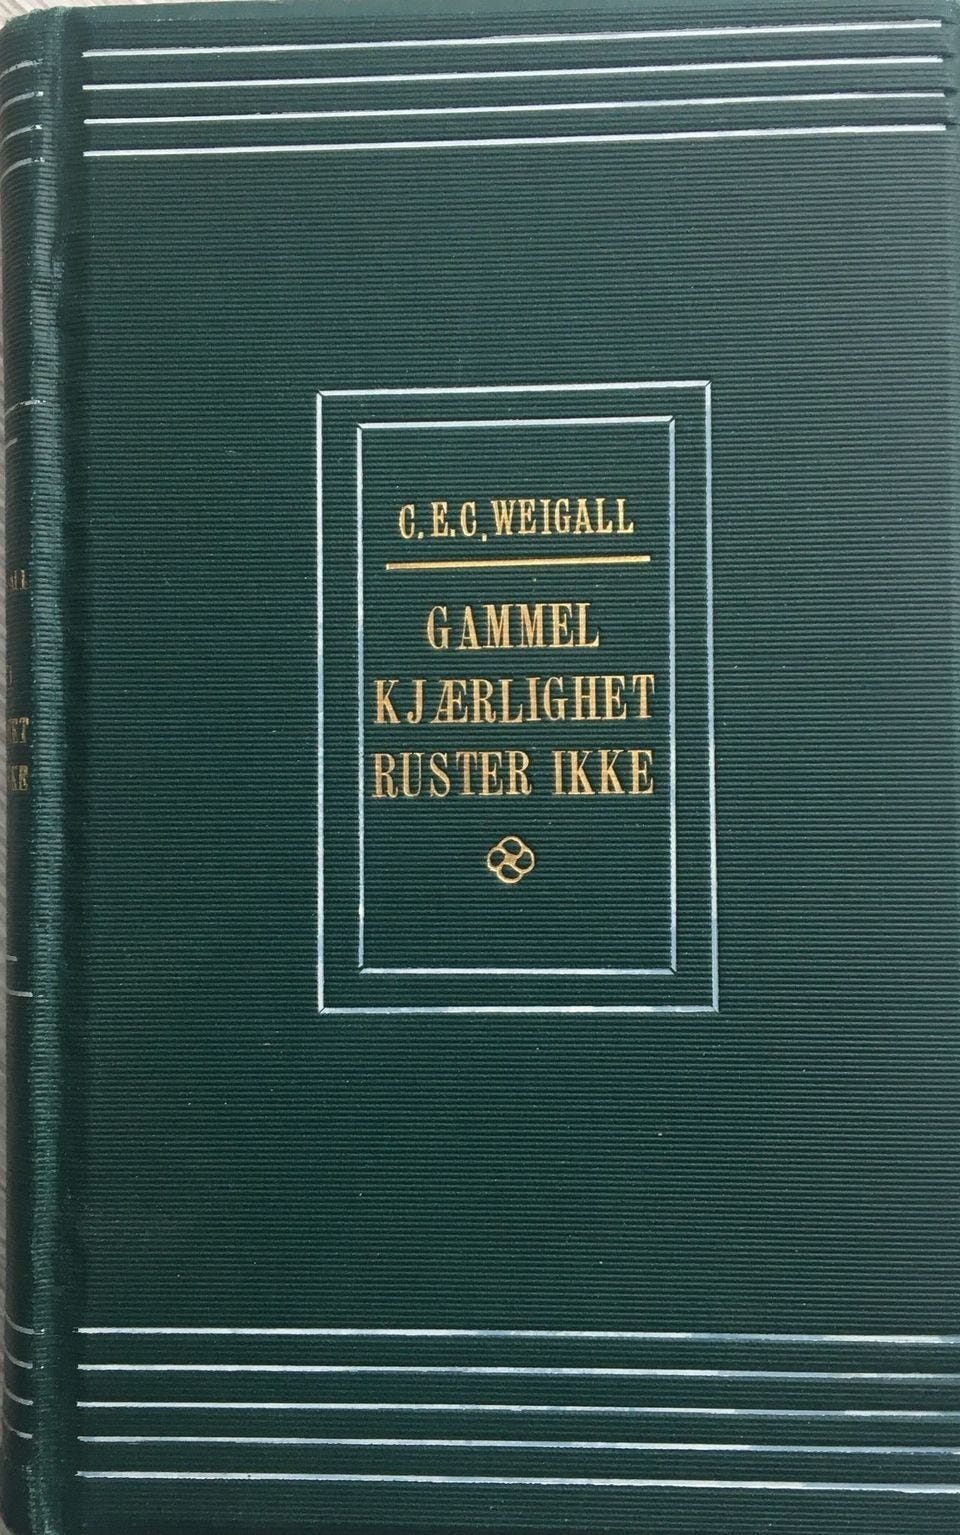 C.E.C. WEIGALL
GAMMEL
KJÆRLIGHET
RUSTER IKKE